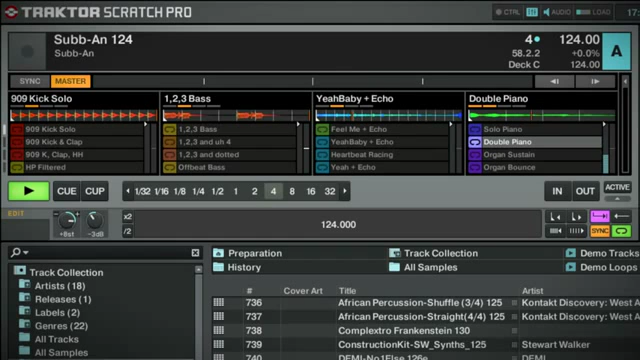 TRAKTOR SCRATCH PRO
CTRL AUDIO LOAD 17:
Subb-An 124 4 124.00
Subb-An 58.2.2 +0.0%
Deck C 124.00
A
SYNC MASTER
909 Kick Solo 1,2,3 Bass YeahBaby + Echo Double Piano
909 Kick Solo 1,2,3 Bass Feel Me + Echo Solo Piano
909 Kick & Clap 1,2,3 and uh 4 YeahBaby + Echo Double Piano
909 K, Clap, HH 1,2,3 and dotted Heartbeat Racing Organ Sustain
HP Filtered Offbeat Bass Vibration Organ Bounce
CUE CUP 1/32 1/16 1/8 1/4 1/2 1 2 4 8 16 32 IN OUT ACTIVE
EDIT +0st -3dB x2 /2 124.000 SYNC
Preparation Track Collection Demo Tracks
History All Samples Demo Loops
Track Collection
Artists (18)
Releases (1)
Labels (2)
Genres (22)
All Tracks
All Samples
# Cover Art Title Artist
736 African Percussion-Shuffle (3/4) 125 Kontakt Discovery: West A
737 African Percussion-Straight(4/4) 125 Kontakt Discovery: West A
738 Complextro Frankenstein 130
739 ConstructionKit-SW_Synths_125 Stewart Walker
740 DEMI-No1Else 126m DEMI